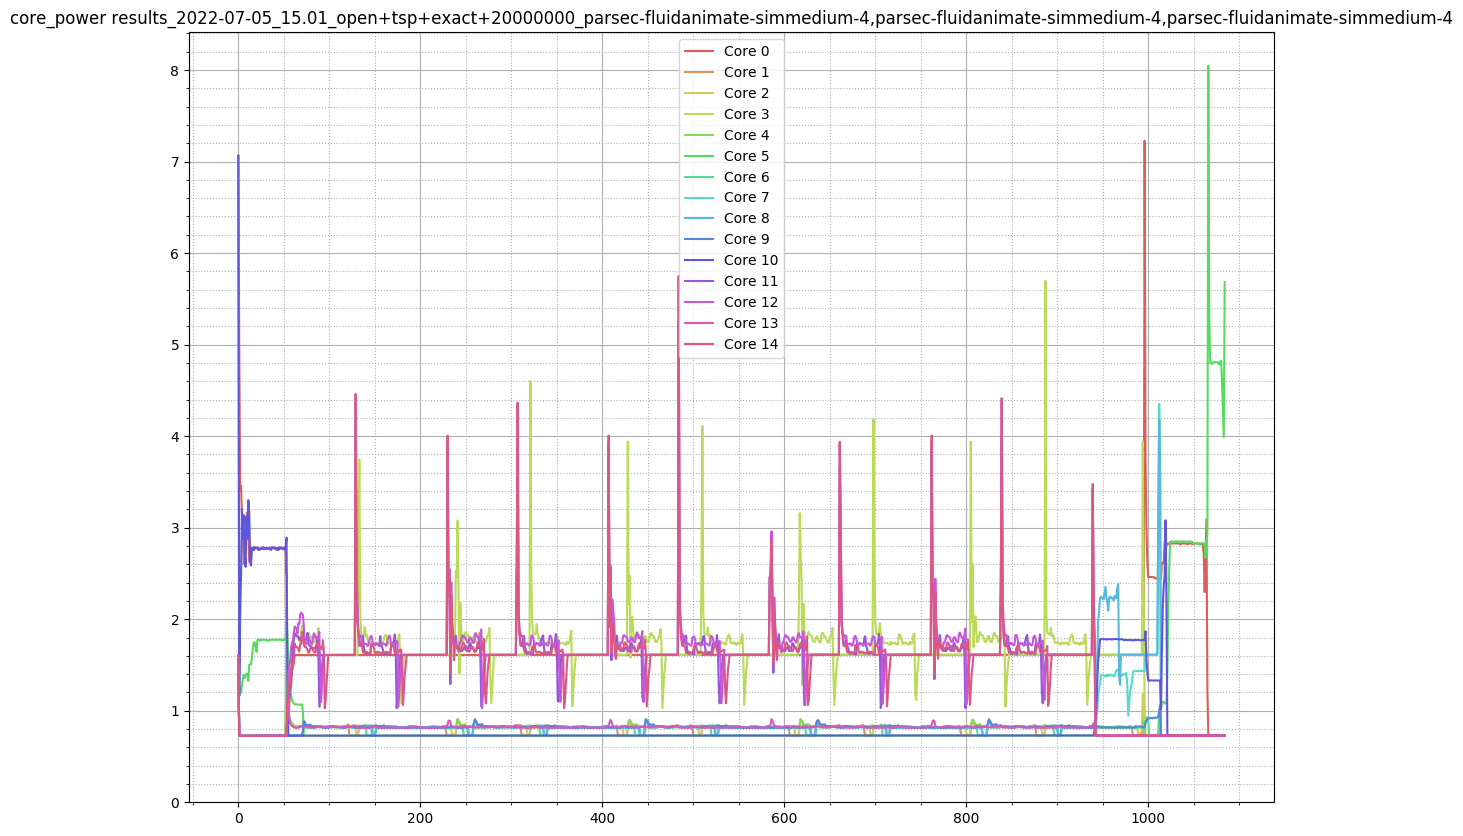 core_power results_2022-07-05_15.01_open+tsp+exact+20000000_parsec-fluidanimate-simmedium-4,parsec-fluidanimate-simmedium-4,parsec-fluidanimate-simmedium-4
Core 0
Core 1
Core 2
Core 3
Core 4
Core 5
Core 6
Core 7
Core 8
Core 9
Core 10
Core 11
Core 12
Core 13
Core 14
8
7
6
5
4
3
2
1
0
0 200 400 600 800 1000